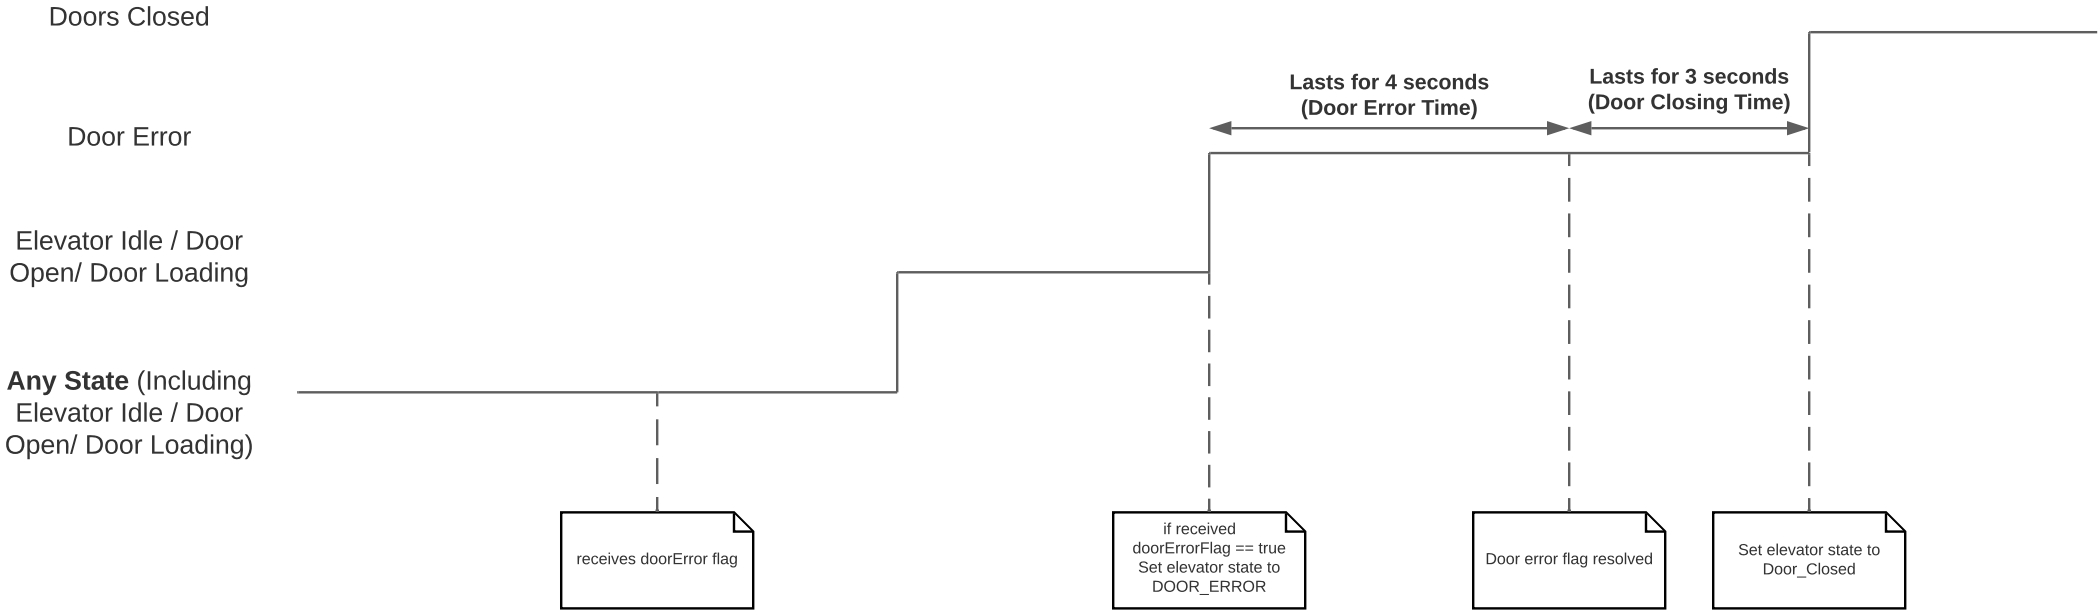 Doors Closed
Lasts for 4 seconds
(Door Error Time)
Lasts for 3 seconds
(Door Closing Time)
Door Error
Elevator Idle / Door
Open/ Door Loading
Any State (Including
Elevator Idle / Door
Open/ Door Loading)
receives doorError flag
if received
doorErrorFlag == true
Set elevator state to
DOOR_ERROR
Door error flag resolved
Set elevator state to
Door_Closed